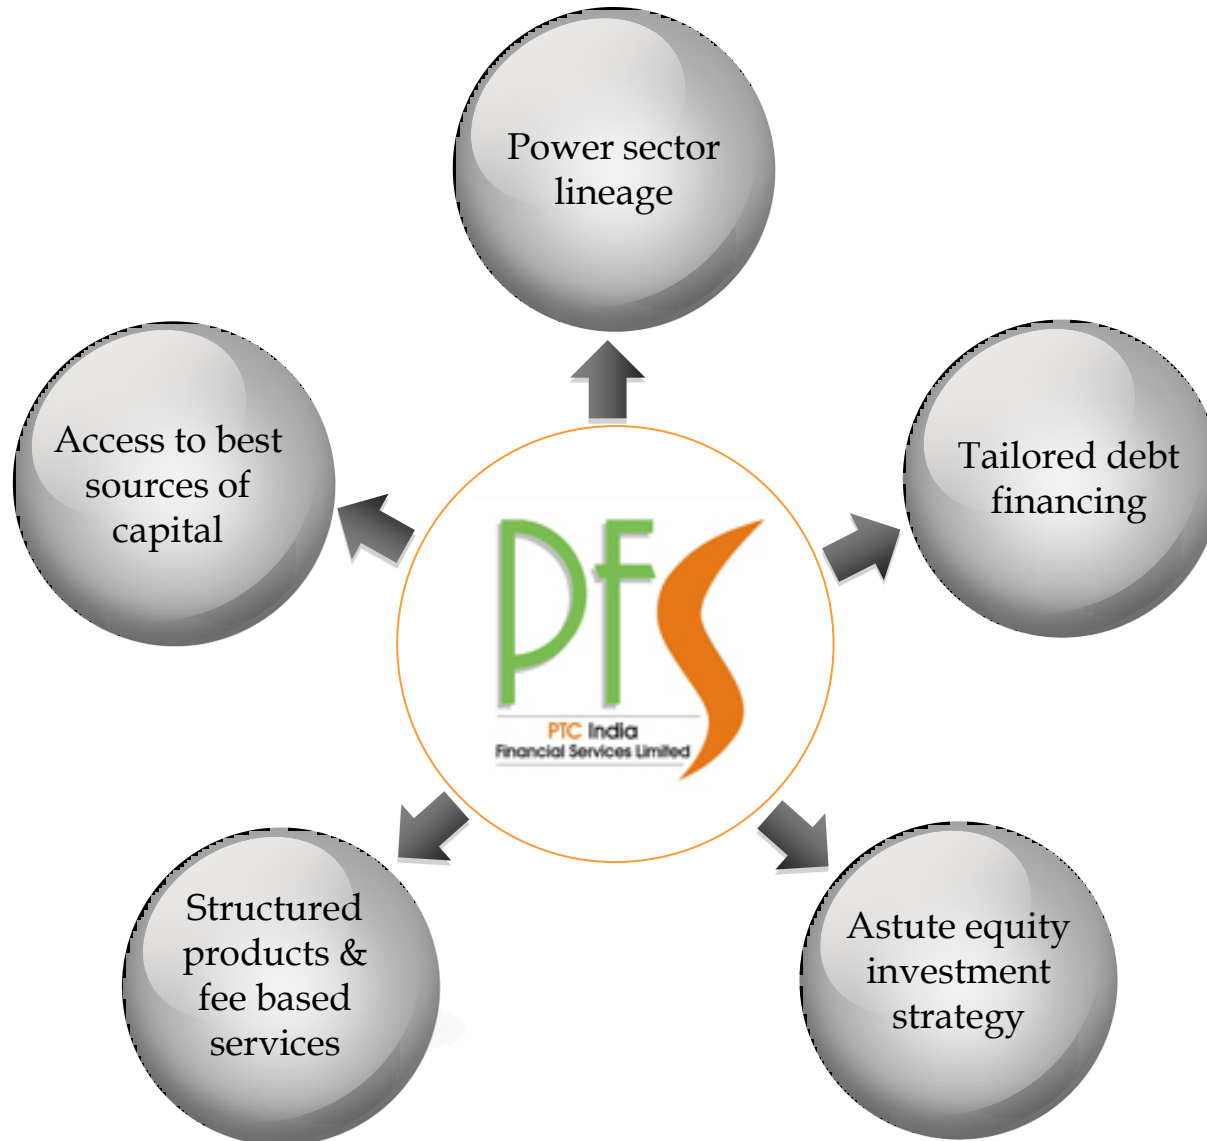 Power sector
lineage
Access to best
sources of
capital
Tailored debt
financing
PFS
PTC India
Financial Services Limited
Structured
products &
fee based
services
Astute equity
investment
strategy